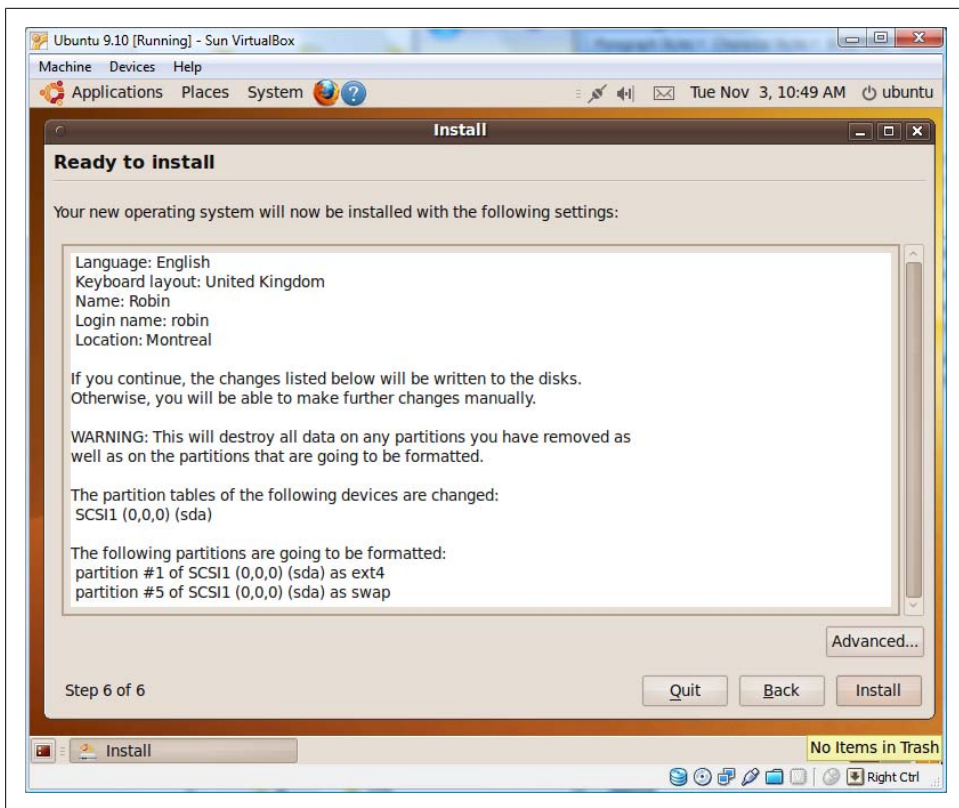 Ubuntu 9.10 [Running] - Sun VirtualBox
Machine Devices Help
Applications Places System
Tue Nov 3, 10:49 AM ubuntu
Install
Ready to install
Your new operating system will now be installed with the following settings:
Language: English
Keyboard layout: United Kingdom
Name: Robin
Login name: robin
Location: Montreal
If you continue, the changes listed below will be written to the disks.
Otherwise, you will be able to make further changes manually.
WARNING: This will destroy all data on any partitions you have removed as
well as on the partitions that are going to be formatted.
The partition tables of the following devices are changed:
SCSI1 (0,0,0) (sda)
The following partitions are going to be formatted:
partition #1 of SCSI1 (0,0,0) (sda) as ext4
partition #5 of SCSI1 (0,0,0) (sda) as swap
Advanced...
Step 6 of 6
Quit Back Install
Install
No Items in Trash
Right Ctrl